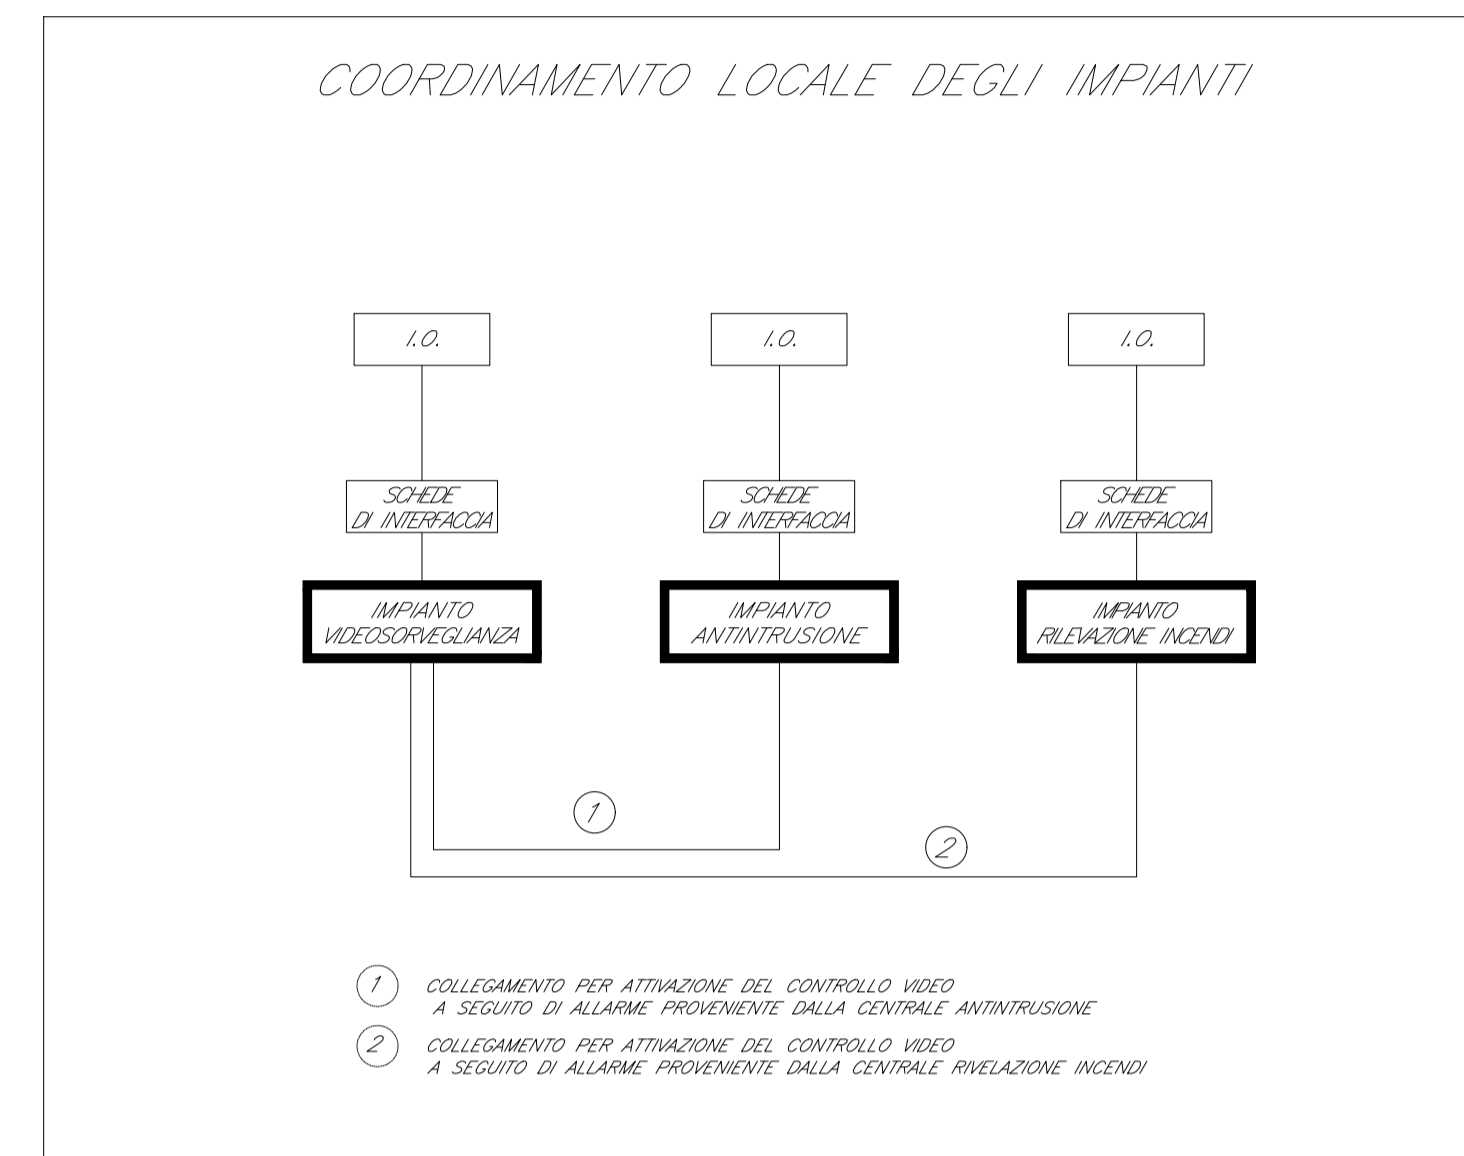 COORDINAMENTO LOCALE DEGLI IMPIANTI
I.O.
I.O.
I.O.
SCHEDE
DI INTERFACCIA
SCHEDE
DI INTERFACCIA
SCHEDE
DI INTERFACCIA
IMPIANTO
VIDEOSORVEGLIANZA
IMPIANTO
ANTINTRUSIONE
IMPIANTO
RILEVAZIONE INCENDI
1
2
1 COLLEGAMENTO PER ATTIVAZIONE DEL CONTROLLO VIDEO
A SEGUITO DI ALLARME PROVENIENTE DALLA CENTRALE ANTINTRUSIONE
2 COLLEGAMENTO PER ATTIVAZIONE DEL CONTROLLO VIDEO
A SEGUITO DI ALLARME PROVENIENTE DALLA CENTRALE RIVELAZIONE INCENDI